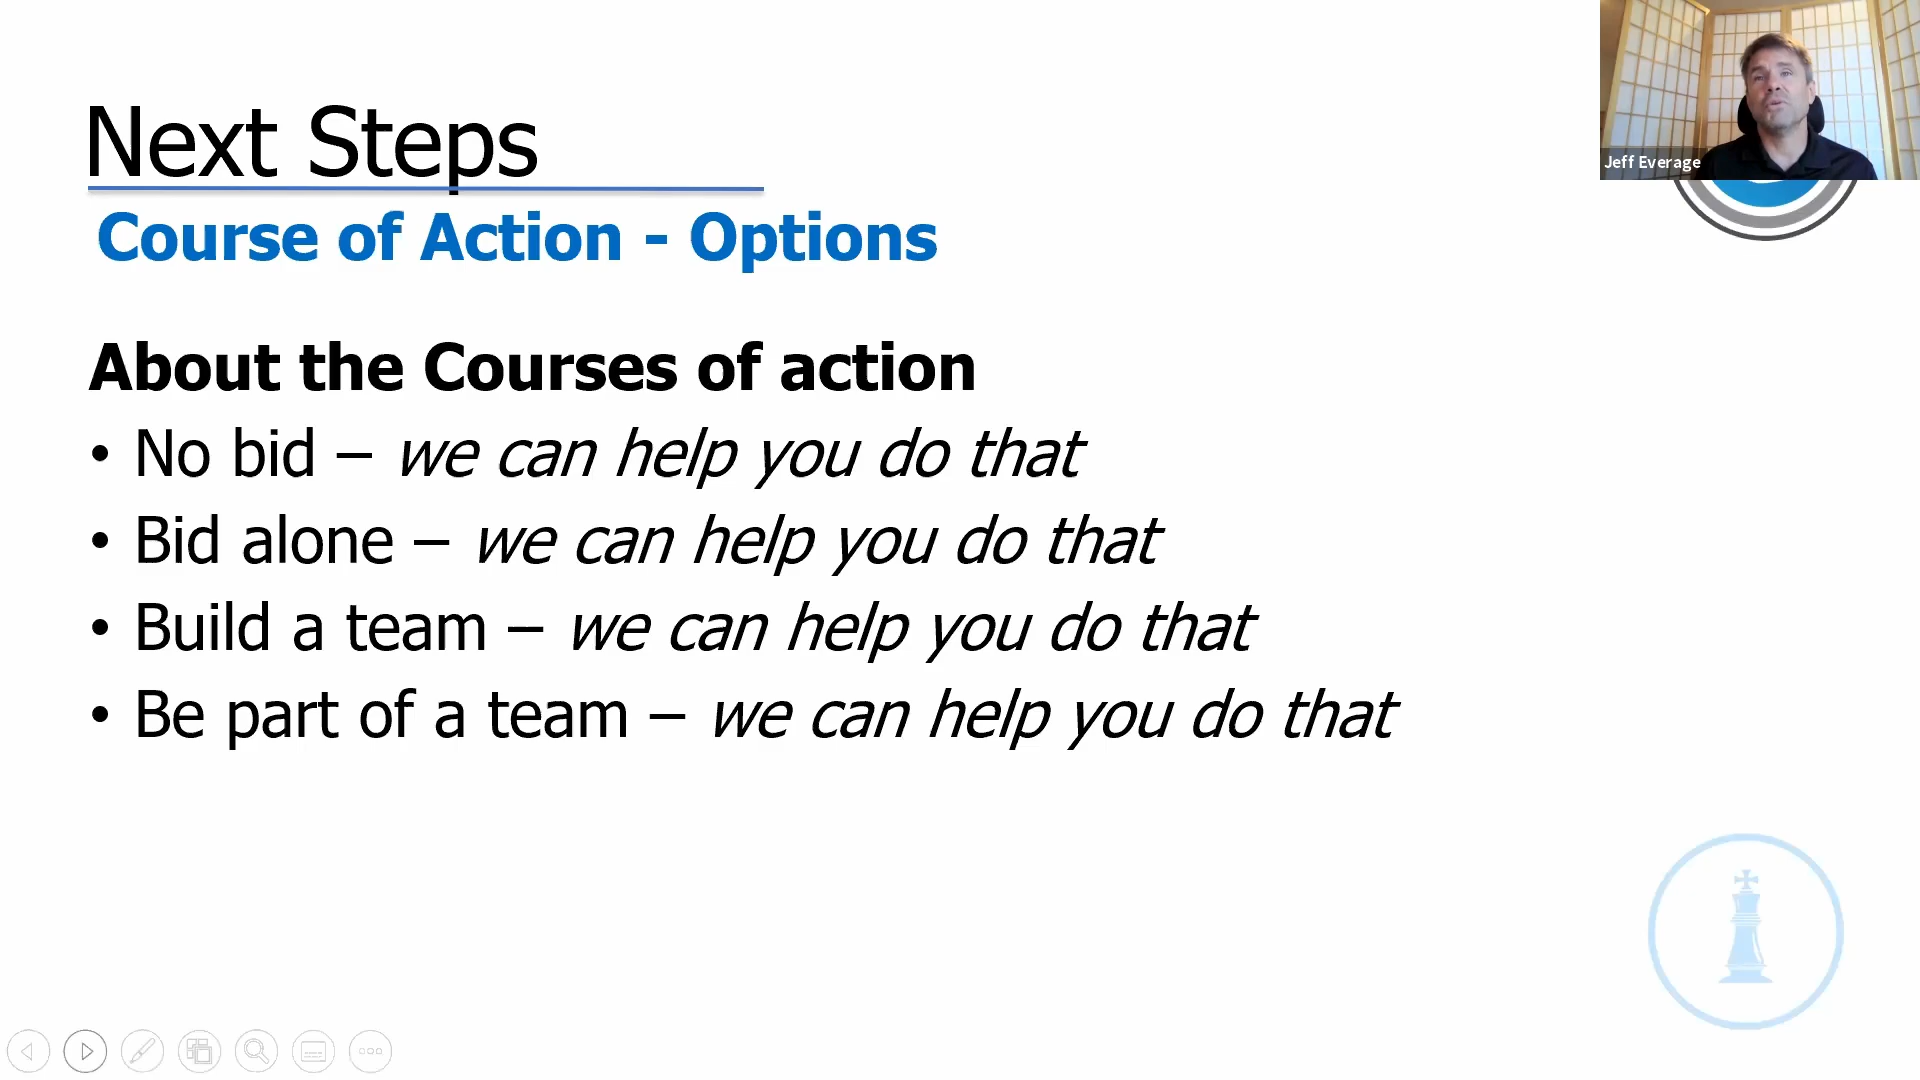 Next Steps
Jeff Everage
Course of Action - Options
About the Courses of action
• No bid – we can help you do that
• Bid alone – we can help you do that
• Build a team – we can help you do that
• Be part of a team – we can help you do that